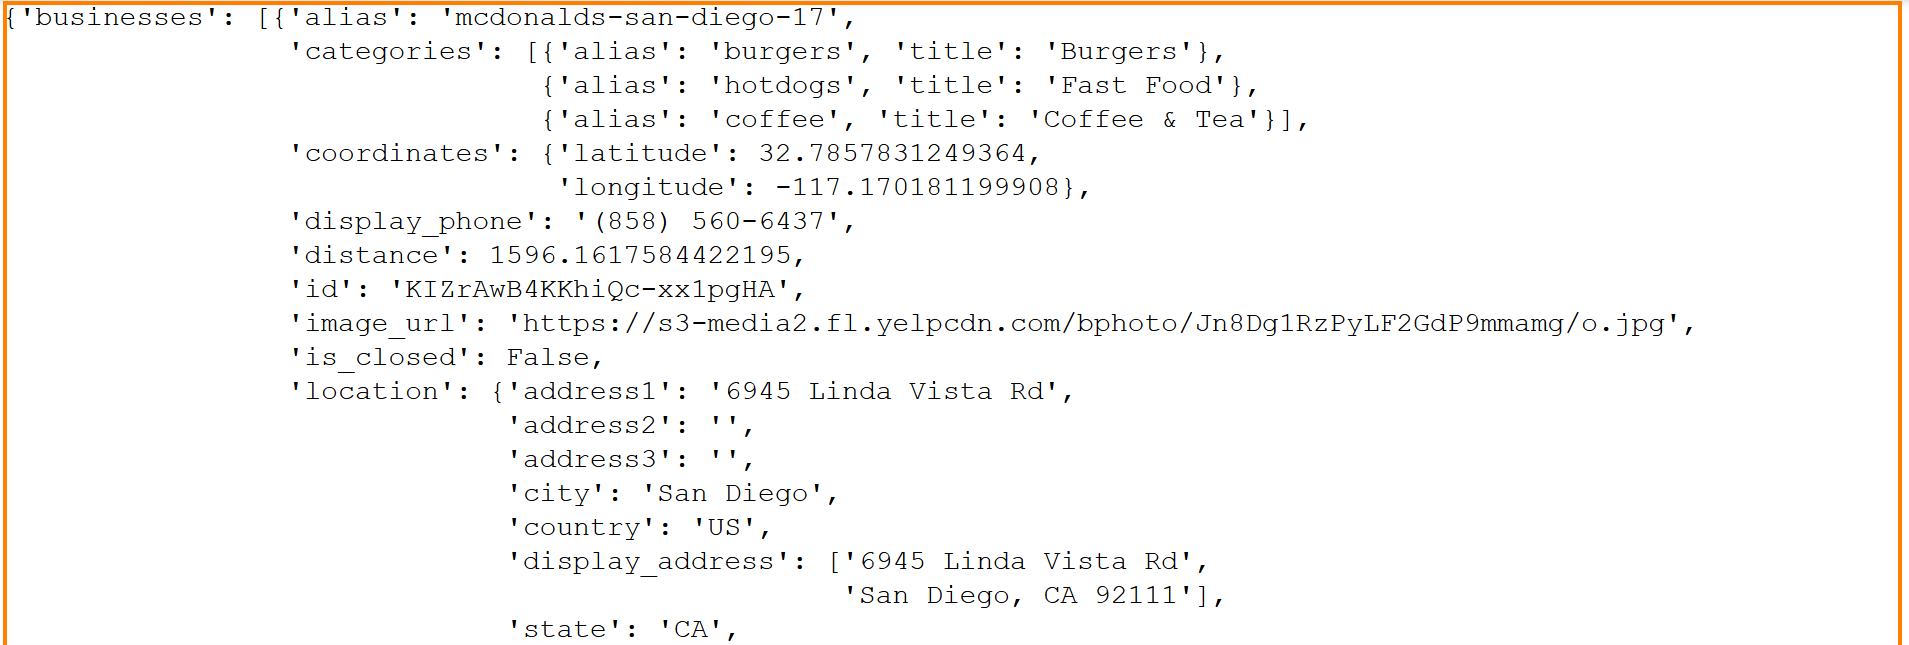 {'businesses': [{'alias': 'mcdonalds-san-diego-17',
'categories': [{'alias': 'burgers', 'title': 'Burgers'},
{'alias': 'hotdogs', 'title': 'Fast Food'},
{'alias': 'coffee', 'title': 'Coffee & Tea'}],
'coordinates': {'latitude': 32.7857831249364,
'longitude': -117.170181199908},
'display_phone': '(858) 560-6437',
'distance': 1596.1617584422195,
'id': 'KIZrAwB4KKhiQc-xx1pgHA',
'image_url': 'https://s3-media2.fl.yelpcdn.com/bphoto/Jn8Dg1RzPyLF2GdP9mmamg/o.jpg',
'is_closed': False,
'location': {'address1': '6945 Linda Vista Rd',
'address2': '',
'address3': '',
'city': 'San Diego',
'country': 'US',
'display_address': ['6945 Linda Vista Rd',
'San Diego, CA 92111'],
'state': 'CA',